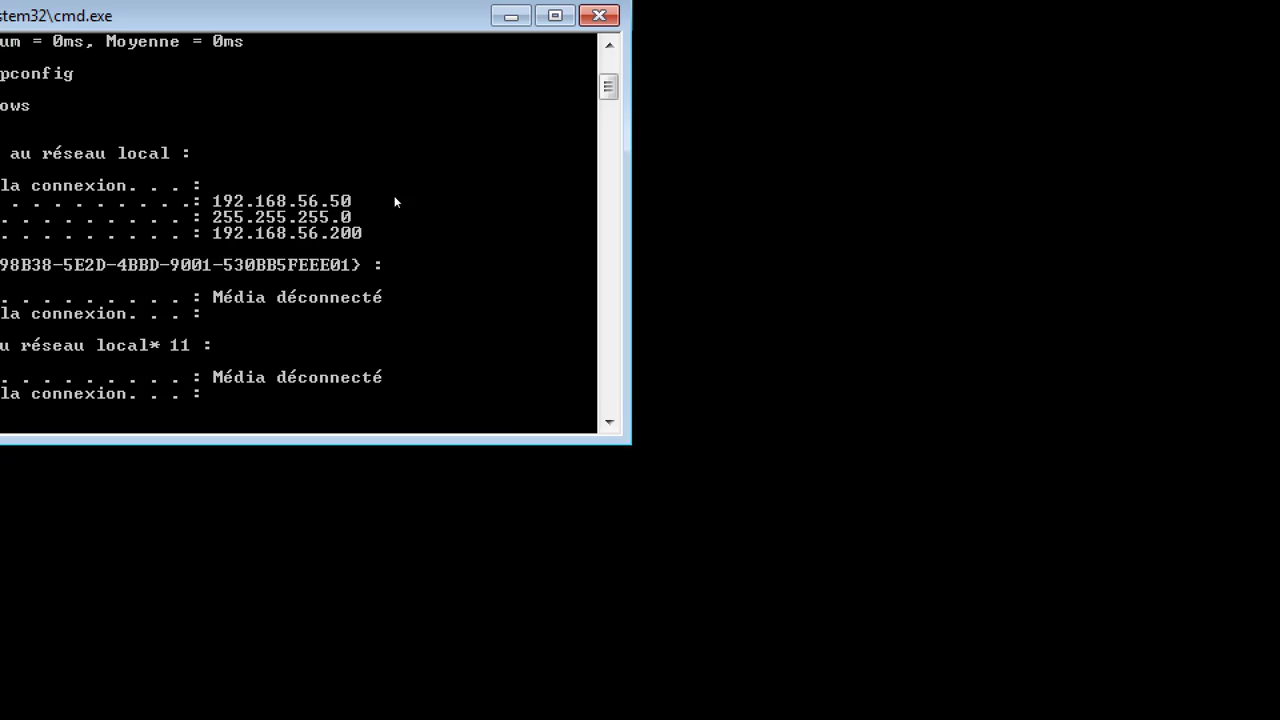 stem32\cmd.exe
um = 0ms, Moyenne = 0ms
pconfig
ows
au réseau local :
la connexion. . . :
. . . . . . . . . .: 192.168.56.50
. . . . . . . . . : 255.255.255.0
. . . . . . . . . : 192.168.56.200
98B38-5E2D-4BBD-9001-530BB5FEEE01} :
. . . . . . . . . : Média déconnecté
la connexion. . . :
u réseau local* 11 :
. . . . . . . . . : Média déconnecté
la connexion. . . :